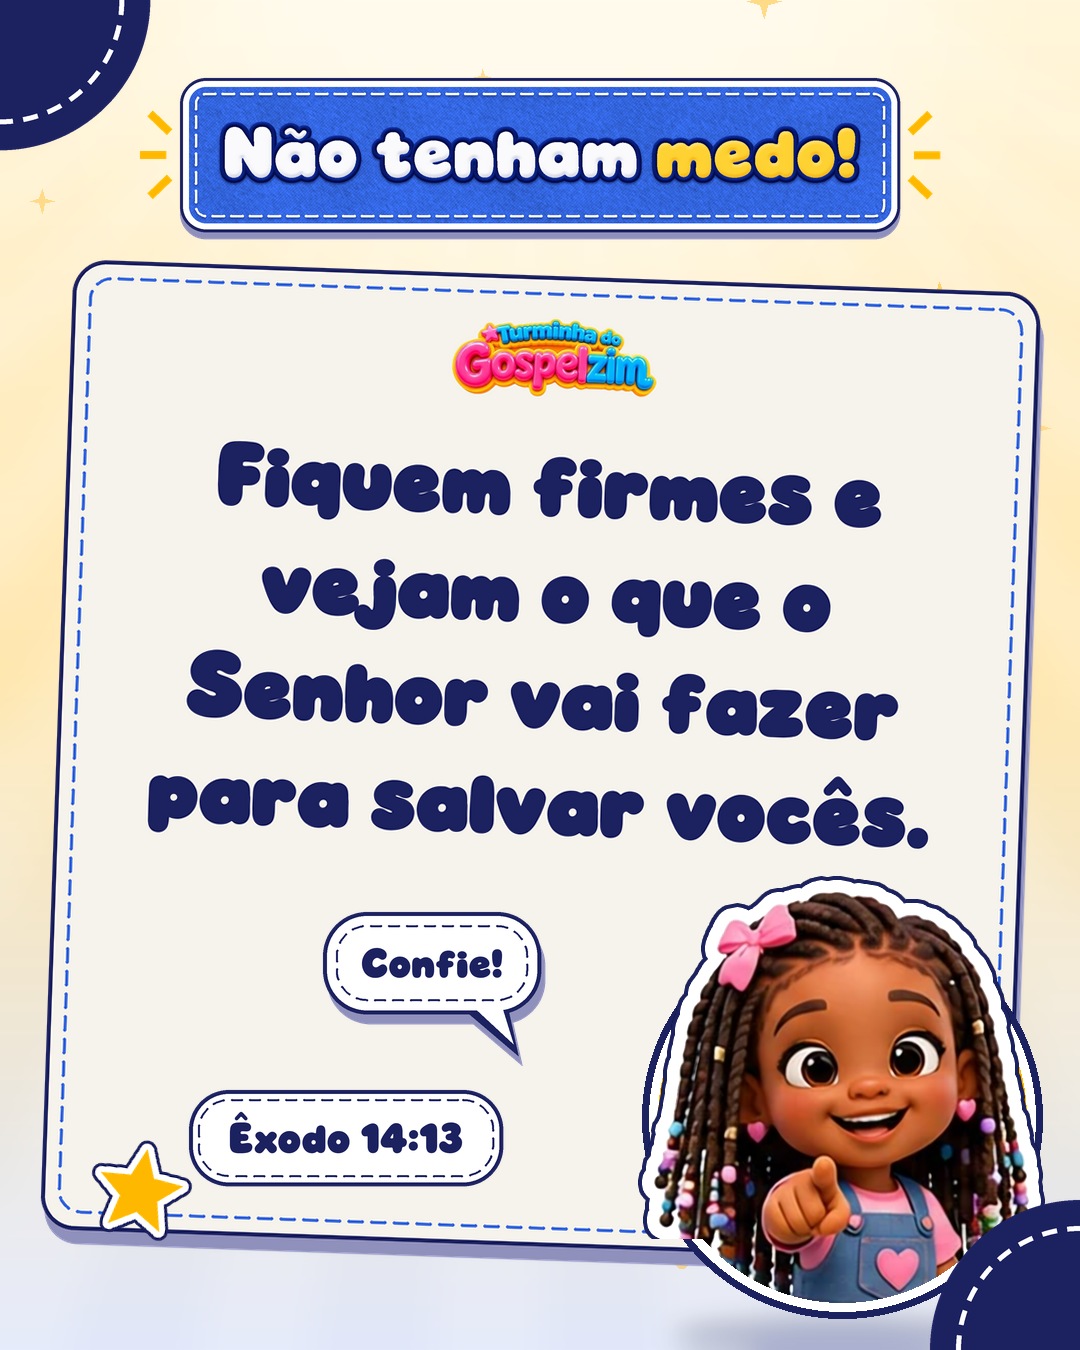 Não tenham medo!
Turminha do
Gospelzim
Fiquem firmes e
vejam o que o
Senhor vai fazer
para salvar vocês.
Confie!
Êxodo 14:13